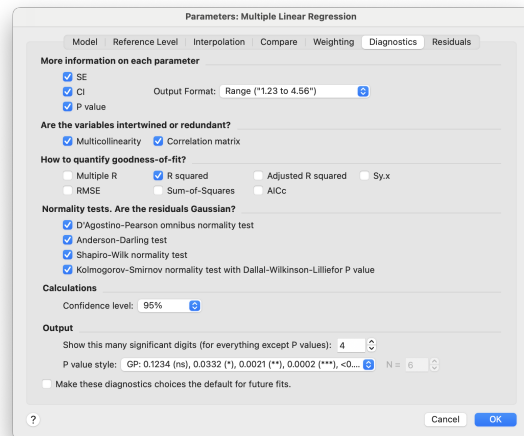 Parameters: Multiple Linear Regression
Model Reference Level Interpolation Compare Weighting Diagnostics Residuals
More information on each parameter
SE
CI Output Format: Range ("1.23 to 4.56")
P value
Are the variables intertwined or redundant?
Multicollinearity Correlation matrix
How to quantify goodness-of-fit?
Multiple R R squared Adjusted R squared Sy.x
RMSE Sum-of-Squares AICc
Normality tests. Are the residuals Gaussian?
D'Agostino-Pearson omnibus normality test
Anderson-Darling test
Shapiro-Wilk normality test
Kolmogorov-Smirnov normality test with Dallal-Wilkinson-Lilliefor P value
Calculations
Confidence level: 95%
Output
Show this many significant digits (for everything except P values): 4
P value style: GP: 0.1234 (ns), 0.0332 (*), 0.0021 (**), 0.0002 (***), <0.... N = 6
Make these diagnostics choices the default for future fits.
? Cancel OK